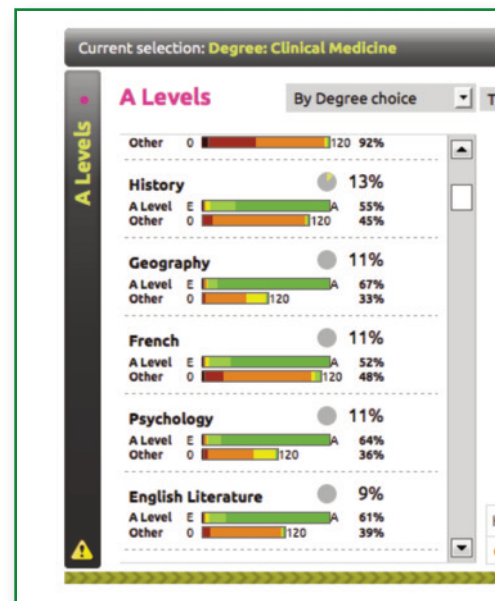 Current selection: Degree: Clinical Medicine
A Levels
A Levels
By Degree choice
Other 0 120 92%
History 13%
A Level E A 55%
Other 0 120 45%
Geography 11%
A Level E A 67%
Other 0 120 33%
French 11%
A Level E A 52%
Other 0 120 48%
Psychology 11%
A Level E A 64%
Other 0 120 36%
English Literature 9%
A Level E A 61%
Other 0 120 39%